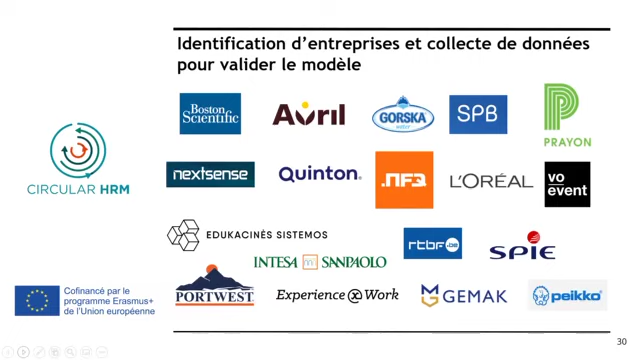 Identification d'entreprises et collecte de données
pour valider le modèle
Boston
Scientific
Avril
GORSKA
SPB
PRAYON
CIRCULAR HRM
nextsense
Quinton
.NFQ
L'ORÉAL
vo
event
EDUKACINĖS SISTEMOS
rtbf.be
SPIE
INTESA SANPAOLO
Cofinancé par le
programme Erasmus+
de l'Union européenne
PORTWEST
Experience @ Work
GEMAK
peikko
30